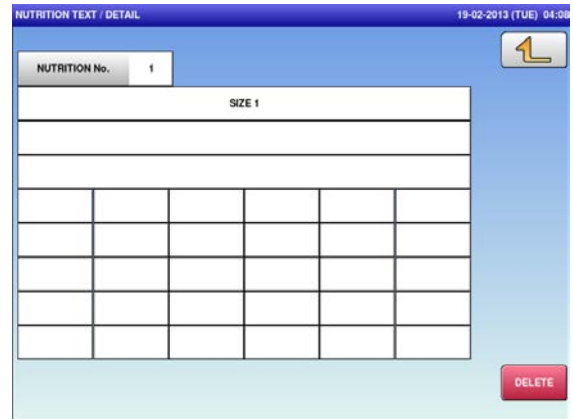 NUTRITION TEXT / DETAIL 19-02-2013 (TUE) 04:08
NUTRITION No. 1
SIZE 1
DELETE